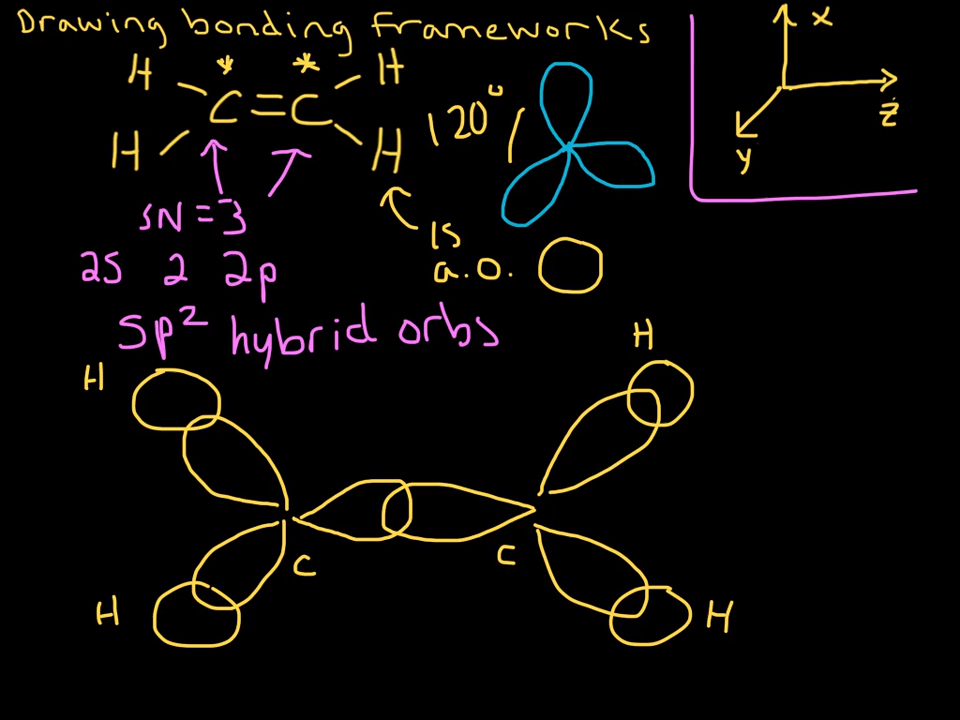 Drawing bonding frameworks
H * * H
C=C
H H
120°
x
z
y
SN = 3
1s
a.o.
2s 2 2p
sp² hybrid orbs
H H
C C
H H